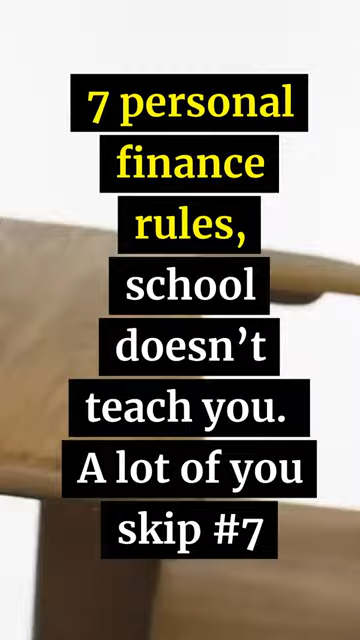 7 personal
finance
rules,
school
doesn’t
teach you.
A lot of you
skip #7